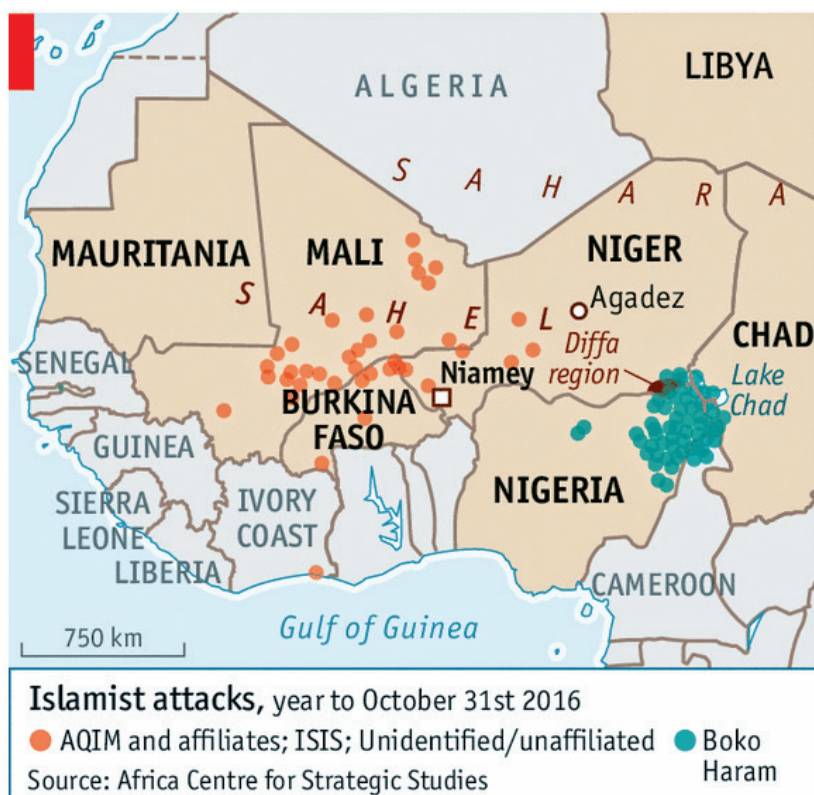 LIBYA
ALGERIA
SAHARA
MAURITANIA
MALI
NIGER
SAHEL
Agadez
CHAD
Diffa
region
Lake
Chad
SENEGAL
Niamey
BURKINA
FASO
GUINEA
NIGERIA
SIERRA
LEONE
IVORY
COAST
LIBERIA
CAMEROON
Gulf of Guinea
750 km
Islamist attacks, year to October 31st 2016
AQIM and affiliates; ISIS; Unidentified/unaffiliated
Boko
Haram
Source: Africa Centre for Strategic Studies